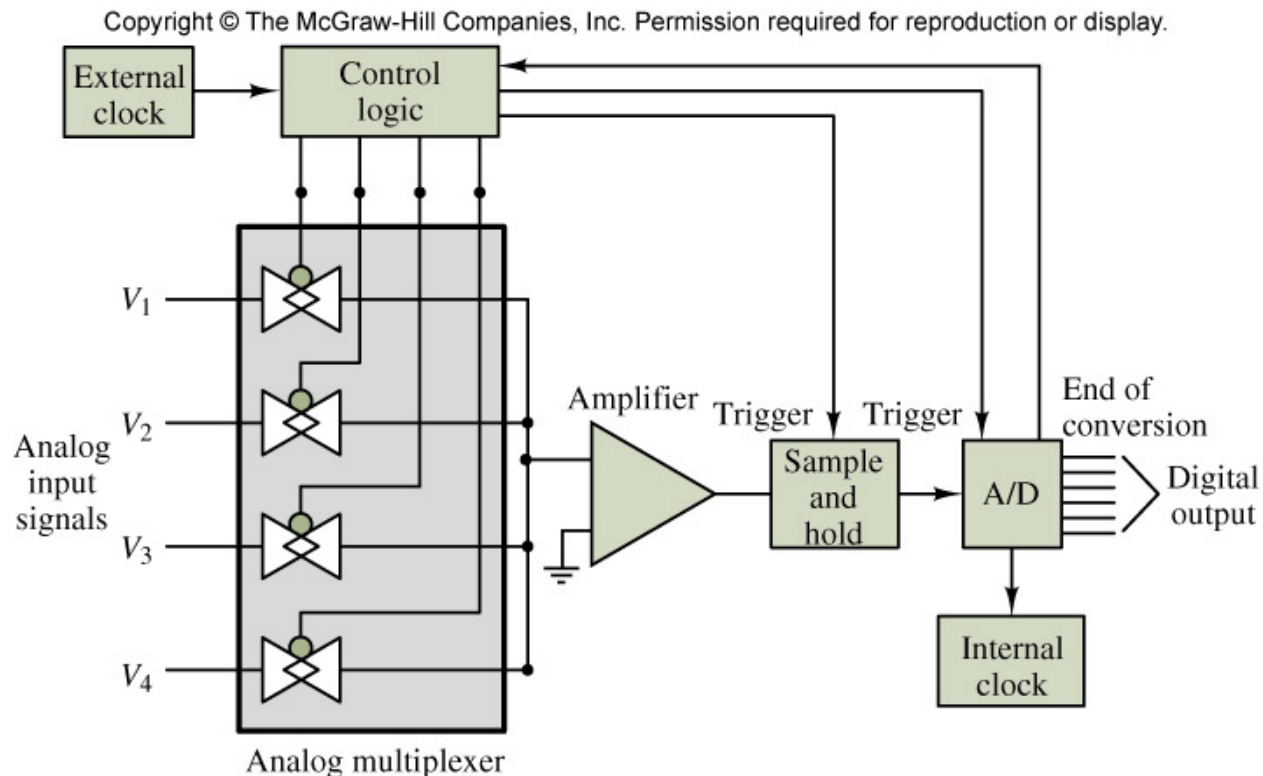 Copyright © The McGraw-Hill Companies, Inc. Permission required for reproduction or display.
External
clock
Control
logic
V1
V2
Analog
input
signals
V3
V4
Analog multiplexer
Amplifier
Trigger
Trigger
Sample
and
hold
A/D
End of
conversion
Digital
output
Internal
clock